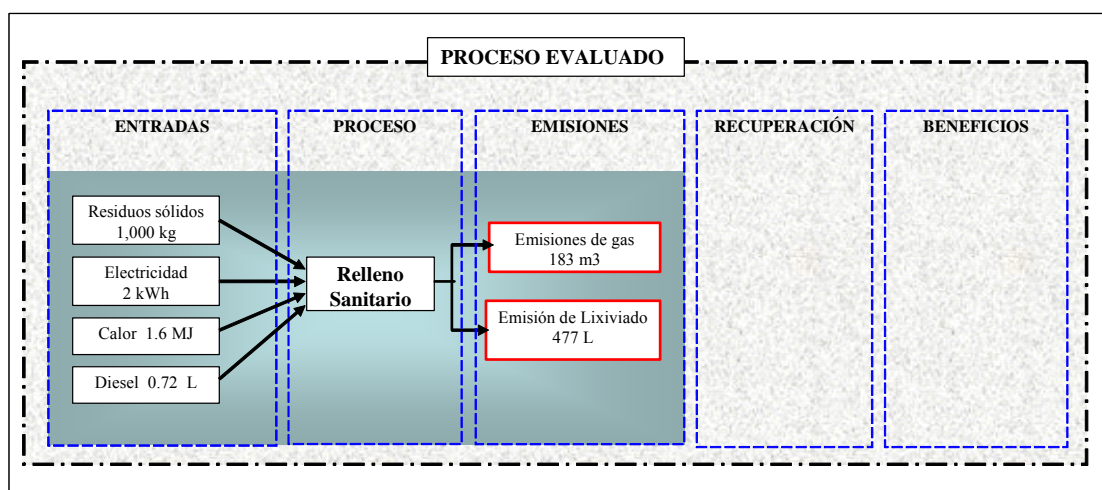 PROCESO EVALUADO
ENTRADAS
PROCESO
EMISIONES
RECUPERACIÓN
BENEFICIOS
Residuos sólidos
1,000 kg
Electricidad
2 kWh
Calor 1.6 MJ
Diesel 0.72 L
Relleno
Sanitario
Emisiones de gas
183 m3
Emisión de Lixiviado
477 L